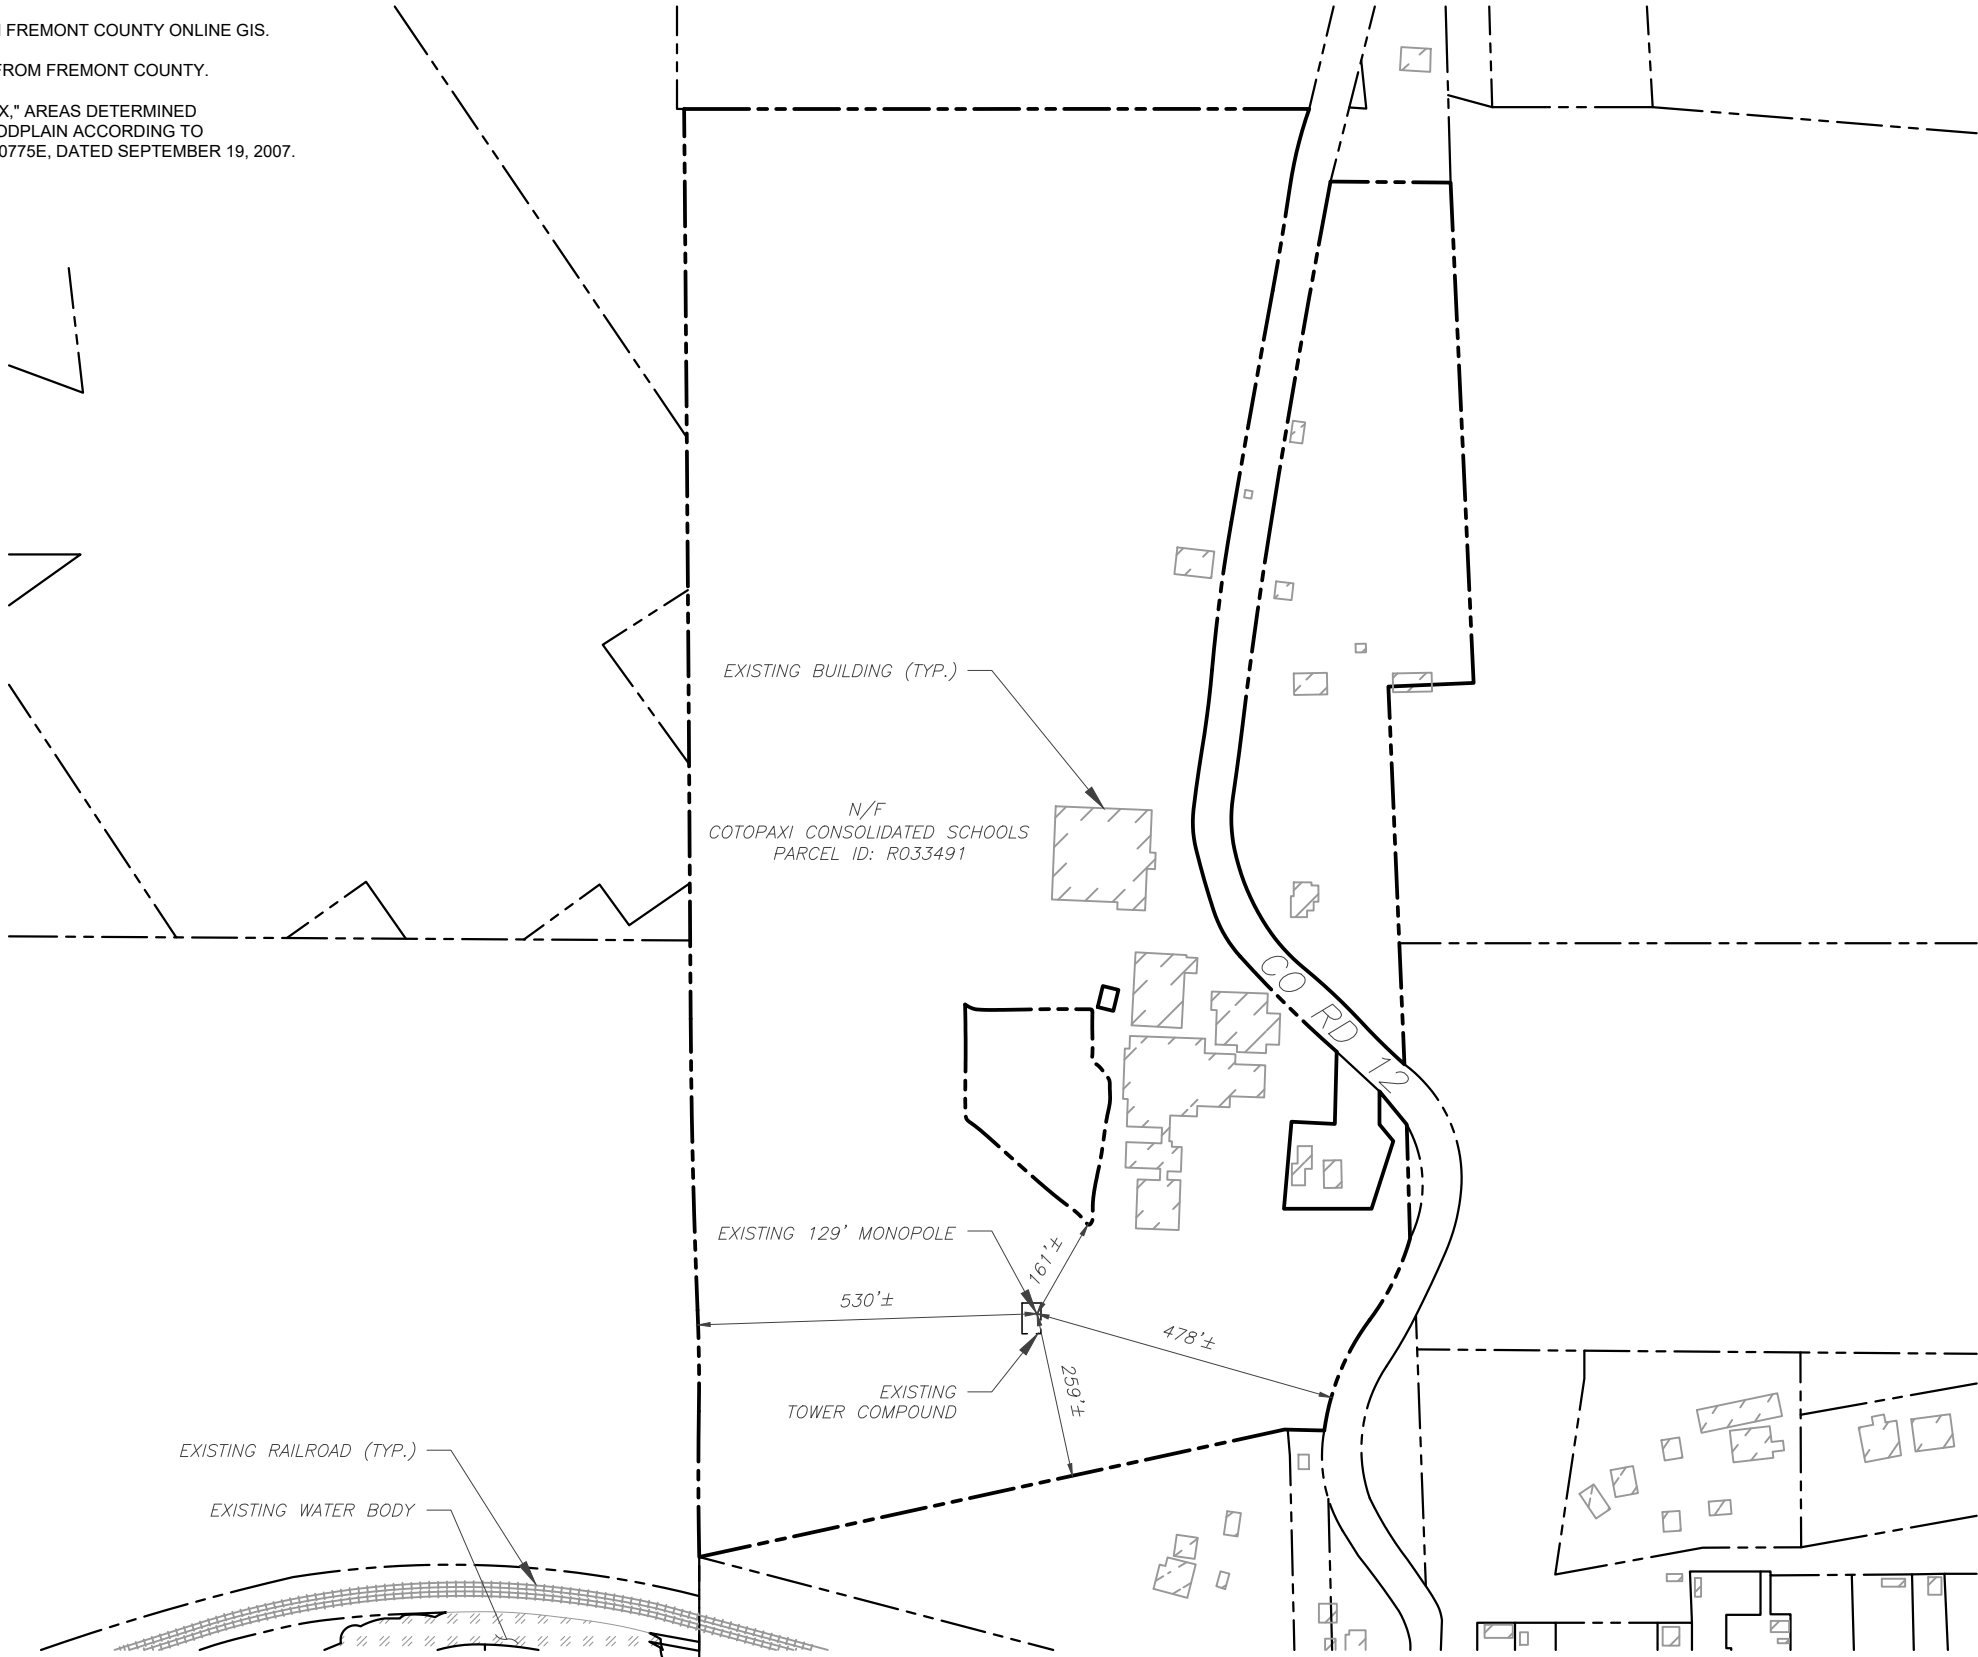 FREMONT COUNTY ONLINE GIS.
FROM FREMONT COUNTY.
X," AREAS DETERMINED
ODPLAIN ACCORDING TO
0775E, DATED SEPTEMBER 19, 2007.
EXISTING BUILDING (TYP.)
N/F
COTOPAXI CONSOLIDATED SCHOOLS
PARCEL ID: R033491
CO RD 12
EXISTING 129' MONOPOLE
161'±
530'±
478'±
259'±
EXISTING
TOWER COMPOUND
EXISTING RAILROAD (TYP.)
EXISTING WATER BODY